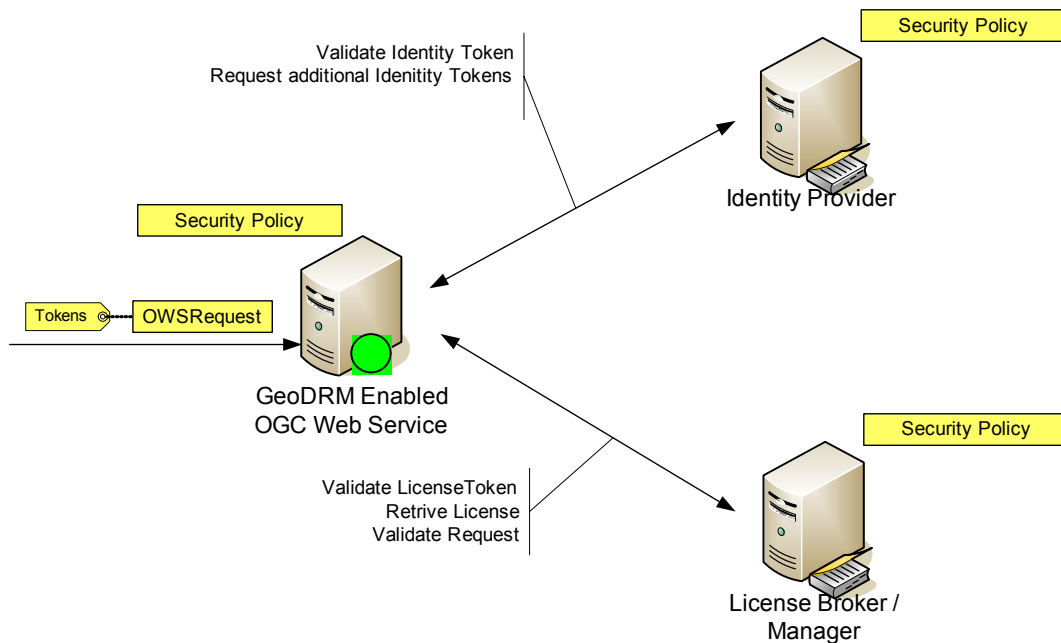 Security Policy
Validate Identity Token
Request additional Idenitity Tokens
Identity Provider
Security Policy
Tokens
OWSRequest
GeoDRM Enabled
OGC Web Service
Security Policy
Validate LicenseToken
Retrive License
Validate Request
License Broker /
Manager